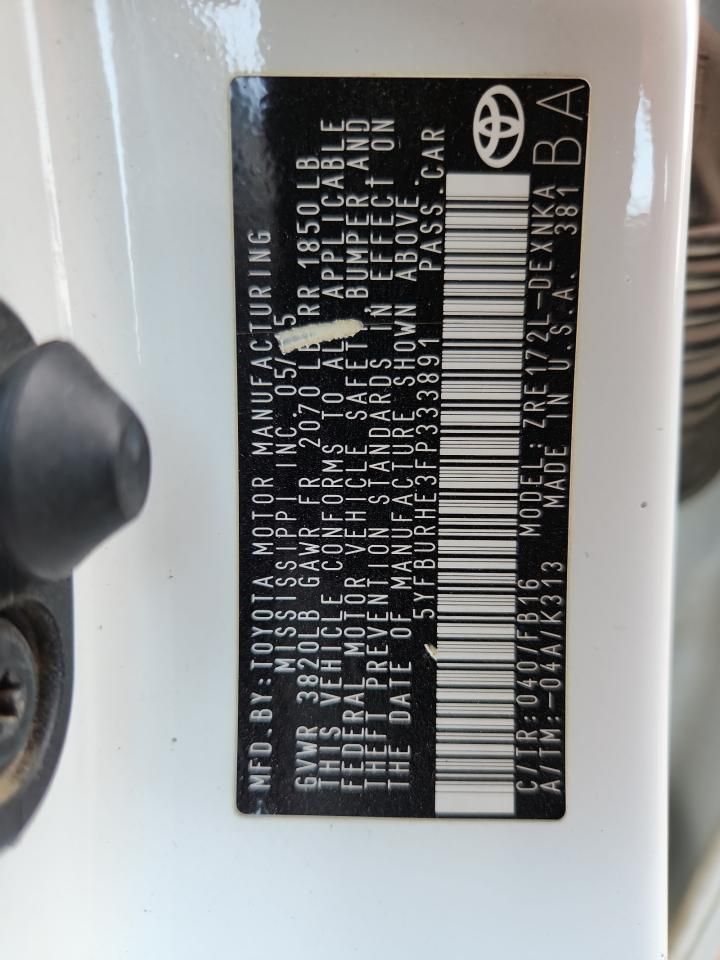 MFD.BY:TOYOTA MOTOR MANUFACTURING
MISSISSIPPI INC.
GVWR 3820LB GAWR FR 2070 LB RR 1850LB
THIS VEHICLE CONFORMS TO ALL APPLICABLE
FEDERAL MOTOR VEHICLE SAFETY, BUMPER AND
THEFT PREVENTION STANDARDS IN EFFECT ON
THE DATE OF MANUFACTURE SHOWN ABOVE.
5YFBURHE3FP333891 PASS.CAR
C/TR:040/FB16 MODEL: ZRE172L-DEXNKA
A/TM:-04A/K313 MADE IN U.S.A. 381
BA